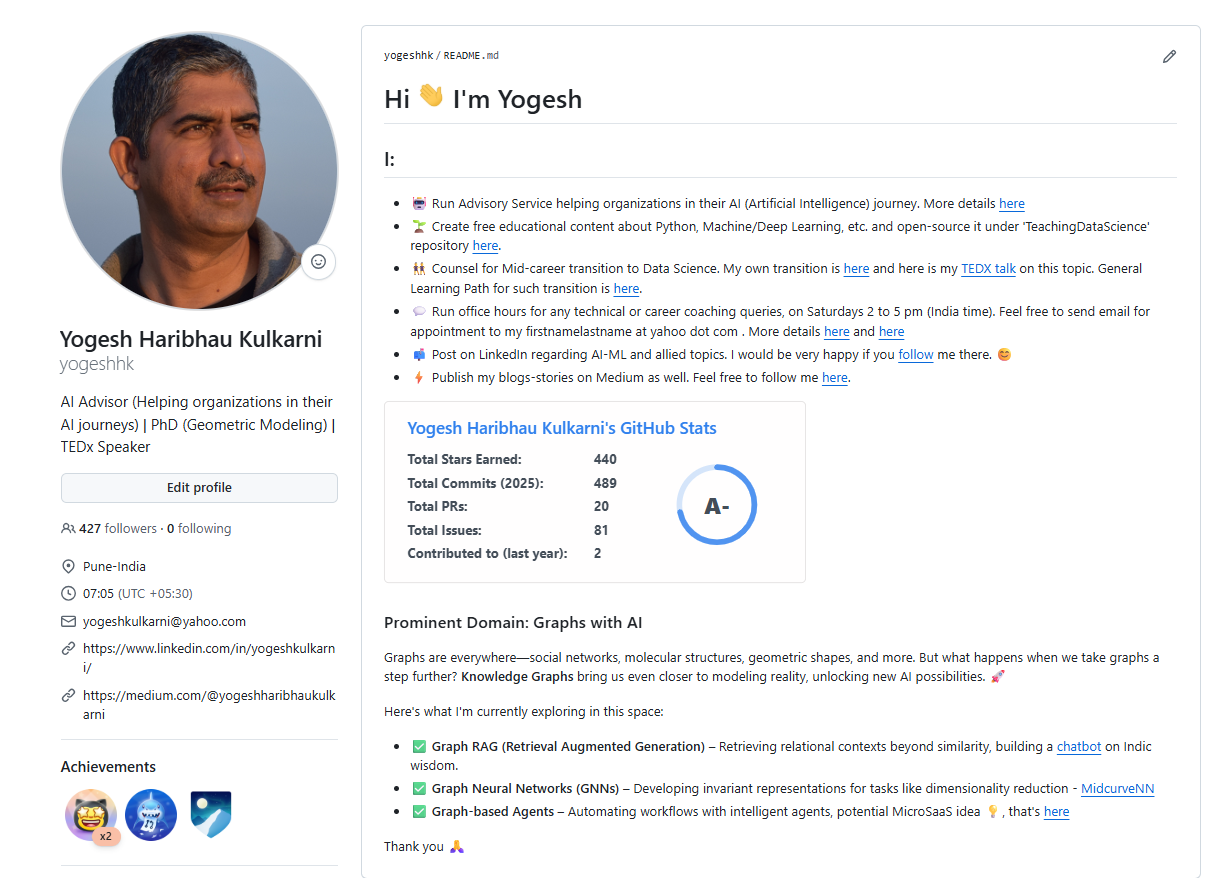 yogeshhk / README.md
Hi 👋 I'm Yogesh
I:
🤖 Run Advisory Service helping organizations in their AI (Artificial Intelligence) journey. More details here
🌱 Create free educational content about Python, Machine/Deep Learning, etc. and open-source it under 'TeachingDataScience'
repository here.
👬 Counsel for Mid-career transition to Data Science. My own transition is here and here is my TEDX talk on this topic. General
Learning Path for such transition is here.
💬 Run office hours for any technical or career coaching queries, on Saturdays 2 to 5 pm (India time). Feel free to send email for
appointment to my firstnamelastname at yahoo dot com . More details here and here
📫 Post on LinkedIn regarding AI-ML and allied topics. I would be very happy if you follow me there. 😊
⚡ Publish my blogs-stories on Medium as well. Feel free to follow me here.
Yogesh Haribhau Kulkarni's GitHub Stats
Total Stars Earned: 440
Total Commits (2025): 489
Total PRs: 20
Total Issues: 81
Contributed to (last year): 2
A-
Prominent Domain: Graphs with AI
Graphs are everywhere—social networks, molecular structures, geometric shapes, and more. But what happens when we take graphs a
step further? Knowledge Graphs bring us even closer to modeling reality, unlocking new AI possibilities. 🚀
Here's what I'm currently exploring in this space:
✅ Graph RAG (Retrieval Augmented Generation) – Retrieving relational contexts beyond similarity, building a chatbot on Indic
wisdom.
✅ Graph Neural Networks (GNNs) – Developing invariant representations for tasks like dimensionality reduction - MidcurveNN
✅ Graph-based Agents – Automating workflows with intelligent agents, potential MicroSaaS idea 💡, that's here
Thank you 🙏
Yogesh Haribhau Kulkarni
yogeshhk
AI Advisor (Helping organizations in their
AI journeys) | PhD (Geometric Modeling) |
TEDx Speaker
Edit profile
427 followers · 0 following
Pune-India
07:05 (UTC +05:30)
yogeshkulkarni@yahoo.com
https://www.linkedin.com/in/yogeshkulkarn
i/
https://medium.com/@yogeshharibhaukulk
arni
Achievements
x2